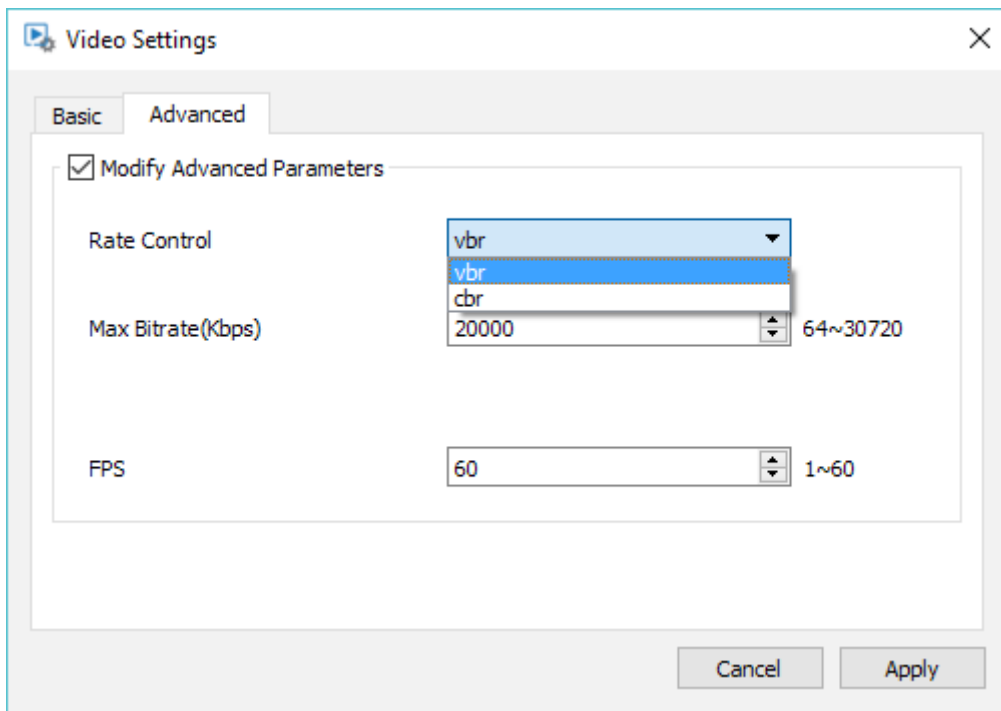 Video Settings
Basic Advanced
Modify Advanced Parameters
Rate Control vbr
vbr
cbr
Max Bitrate(Kbps) 20000 64~30720
FPS 60 1~60
Cancel Apply